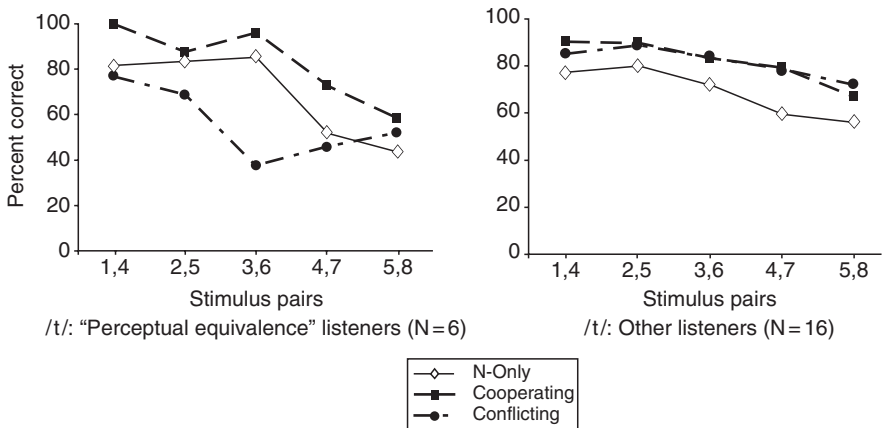 Percent correct
100
80
60
40
20
0
1,4 2,5 3,6 4,7 5,8
Stimulus pairs
/t/: “Perceptual equivalence” listeners (N=6)
100
80
60
40
20
0
1,4 2,5 3,6 4,7 5,8
Stimulus pairs
/t/: Other listeners (N=16)
N-Only
Cooperating
Conflicting